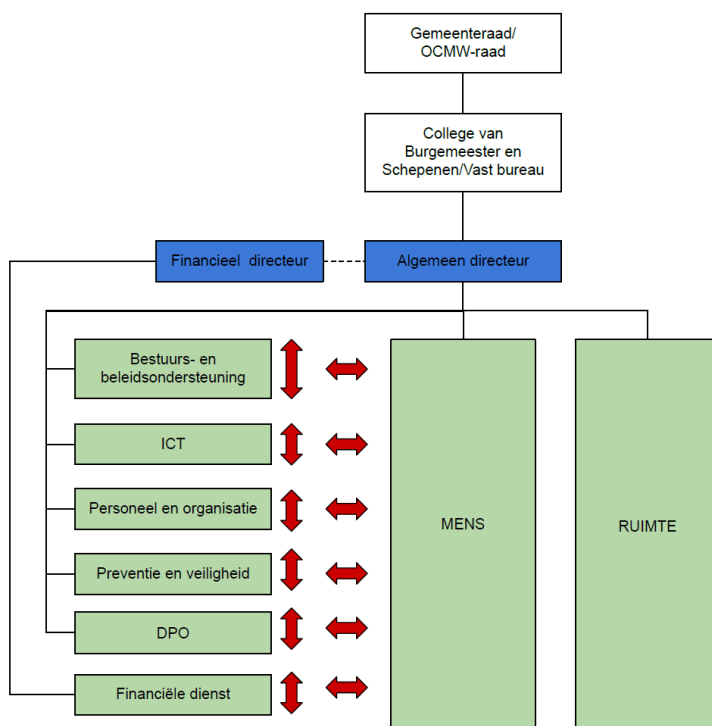 Gemeenteraad/
OCMW-raad
College van
Burgemeester en
Schepenen/Vast bureau
Financieel directeur
Algemeen directeur
Bestuurs- en
beleidsondersteuning
ICT
Personeel en organisatie
Preventie en veiligheid
DPO
Financiële dienst
MENS
RUIMTE